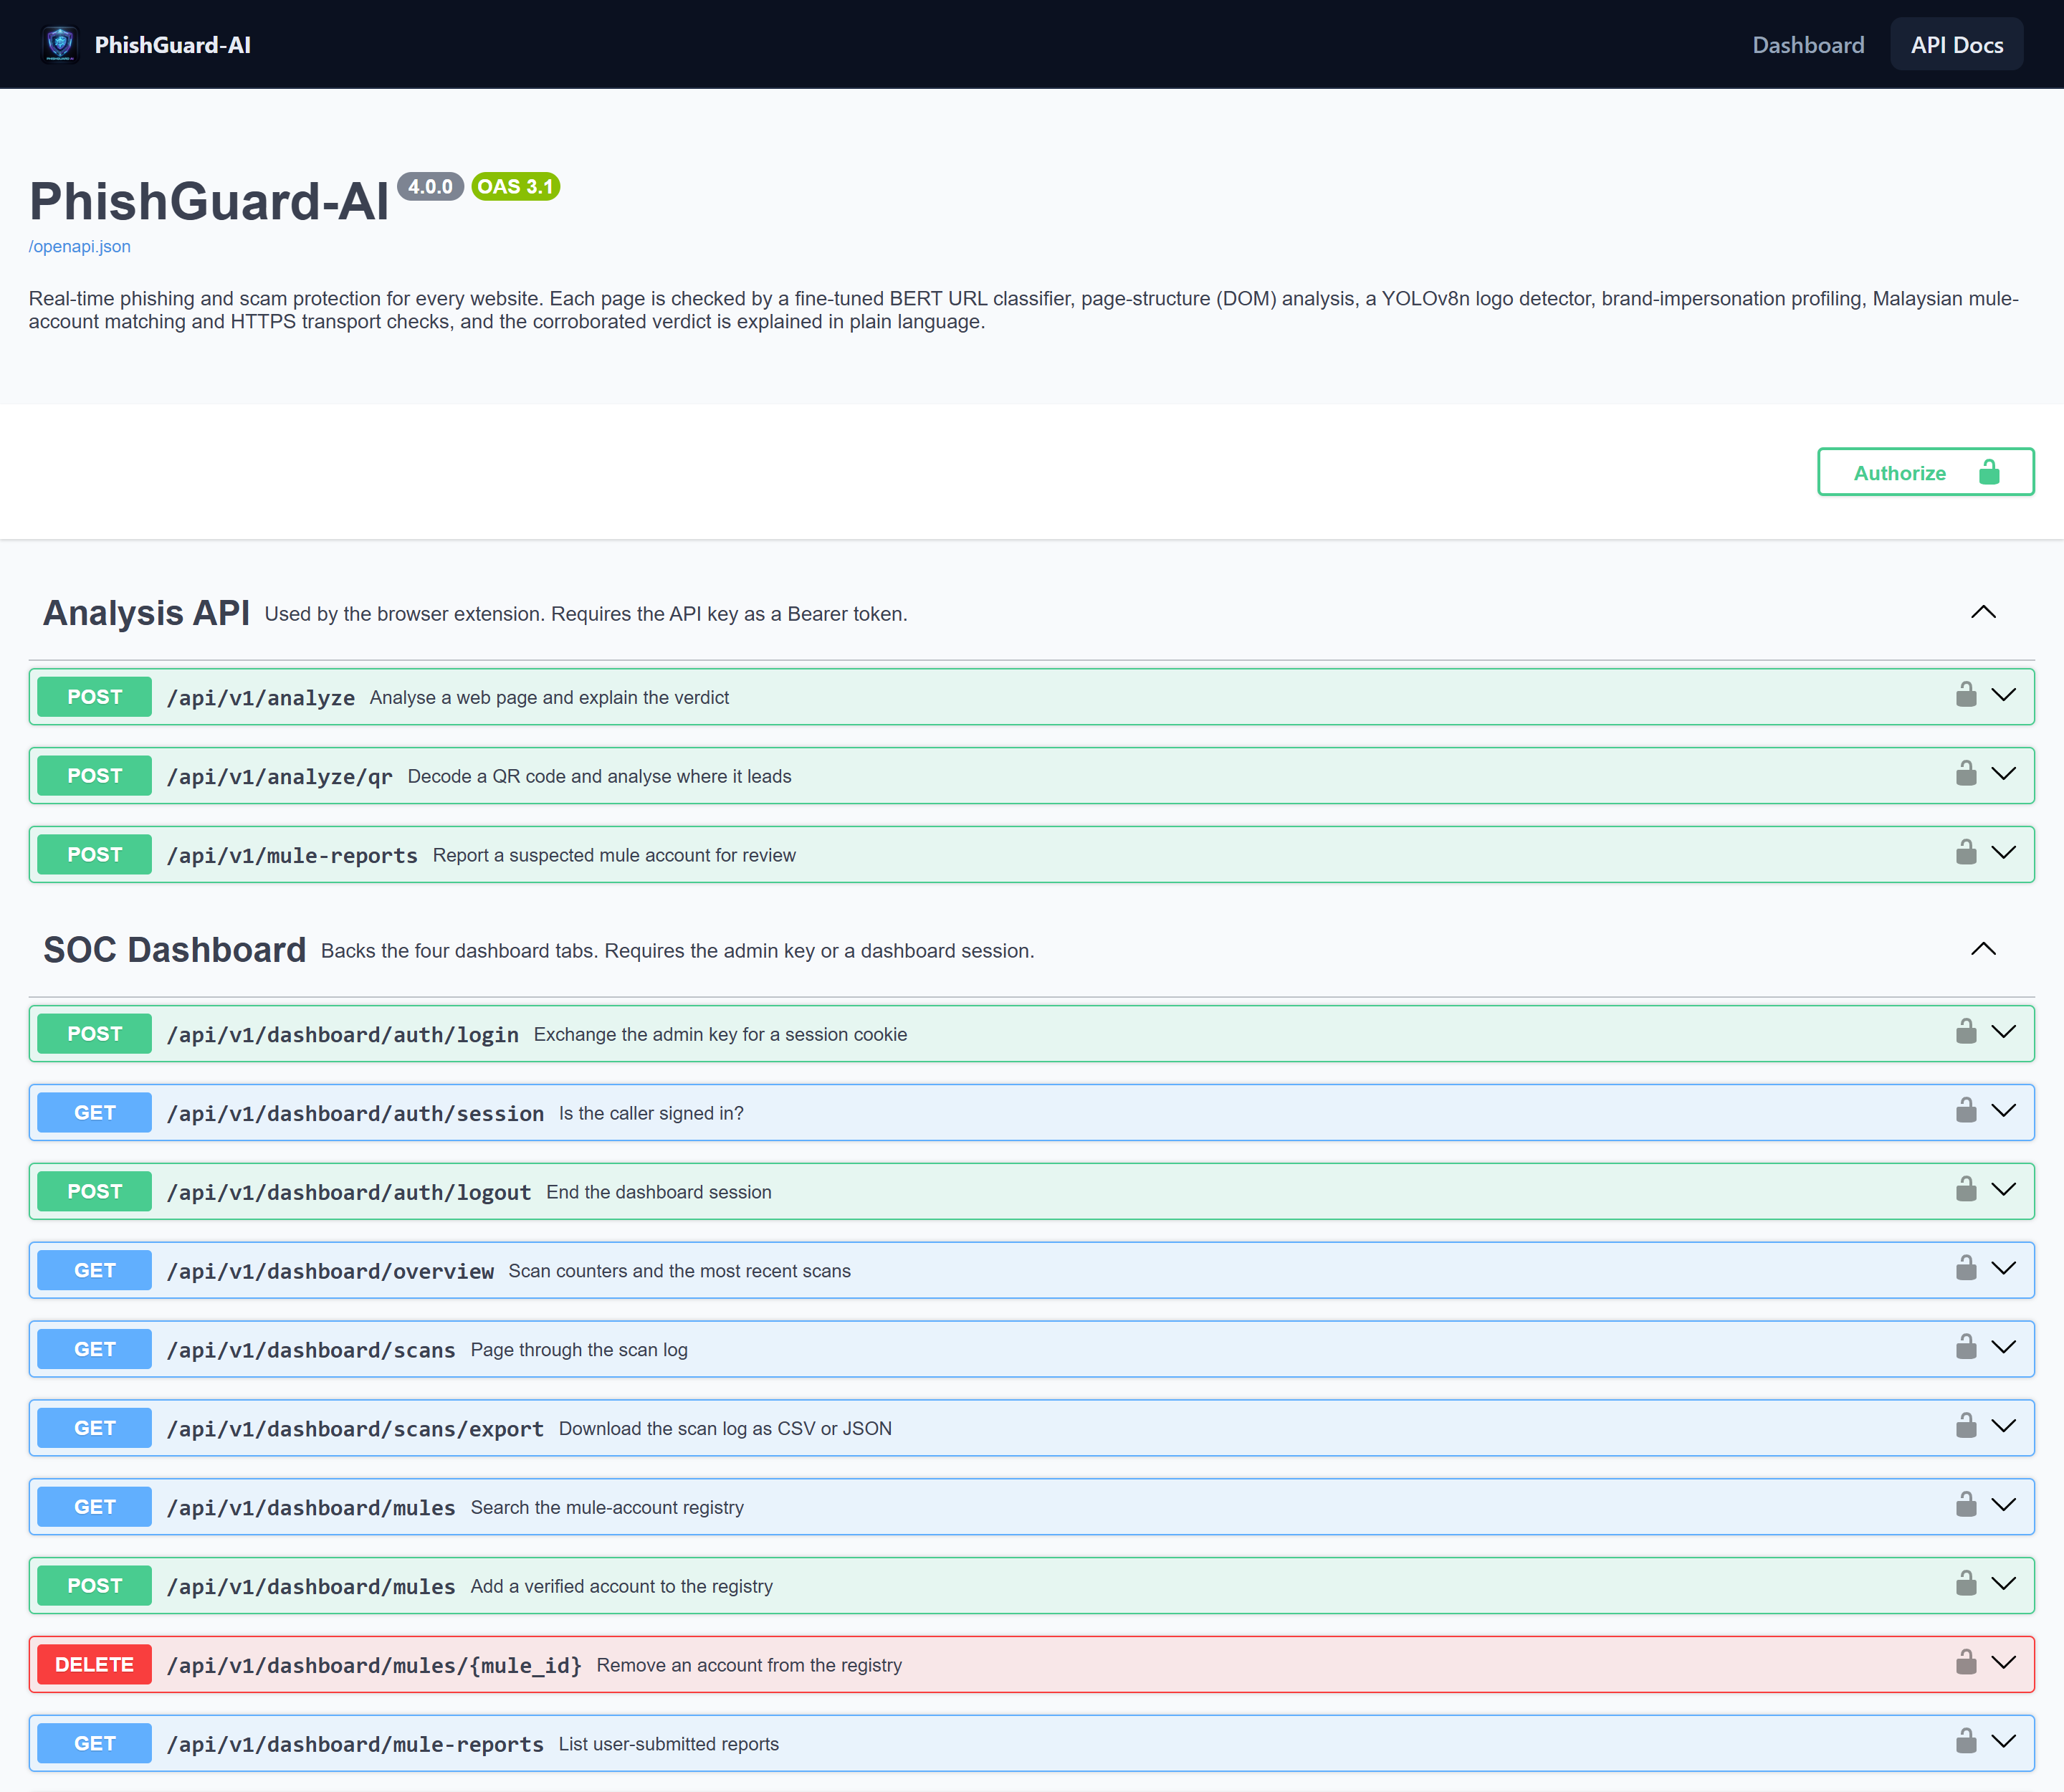 PhishGuard-AI
Dashboard
API Docs
PhishGuard-AI 4.0.0 OAS 3.1
/openapi.json
Real-time phishing and scam protection for every website. Each page is checked by a fine-tuned BERT URL classifier, page-structure (DOM) analysis, a YOLOv8n logo detector, brand-impersonation profiling, Malaysian mule-
account matching and HTTPS transport checks, and the corroborated verdict is explained in plain language.
Authorize
Analysis API Used by the browser extension. Requires the API key as a Bearer token.
POST /api/v1/analyze Analyse a web page and explain the verdict
POST /api/v1/analyze/qr Decode a QR code and analyse where it leads
POST /api/v1/mule-reports Report a suspected mule account for review
SOC Dashboard Backs the four dashboard tabs. Requires the admin key or a dashboard session.
POST /api/v1/dashboard/auth/login Exchange the admin key for a session cookie
GET /api/v1/dashboard/auth/session Is the caller signed in?
POST /api/v1/dashboard/auth/logout End the dashboard session
GET /api/v1/dashboard/overview Scan counters and the most recent scans
GET /api/v1/dashboard/scans Page through the scan log
GET /api/v1/dashboard/scans/export Download the scan log as CSV or JSON
GET /api/v1/dashboard/mules Search the mule-account registry
POST /api/v1/dashboard/mules Add a verified account to the registry
DELETE /api/v1/dashboard/mules/{mule_id} Remove an account from the registry
GET /api/v1/dashboard/mule-reports List user-submitted reports